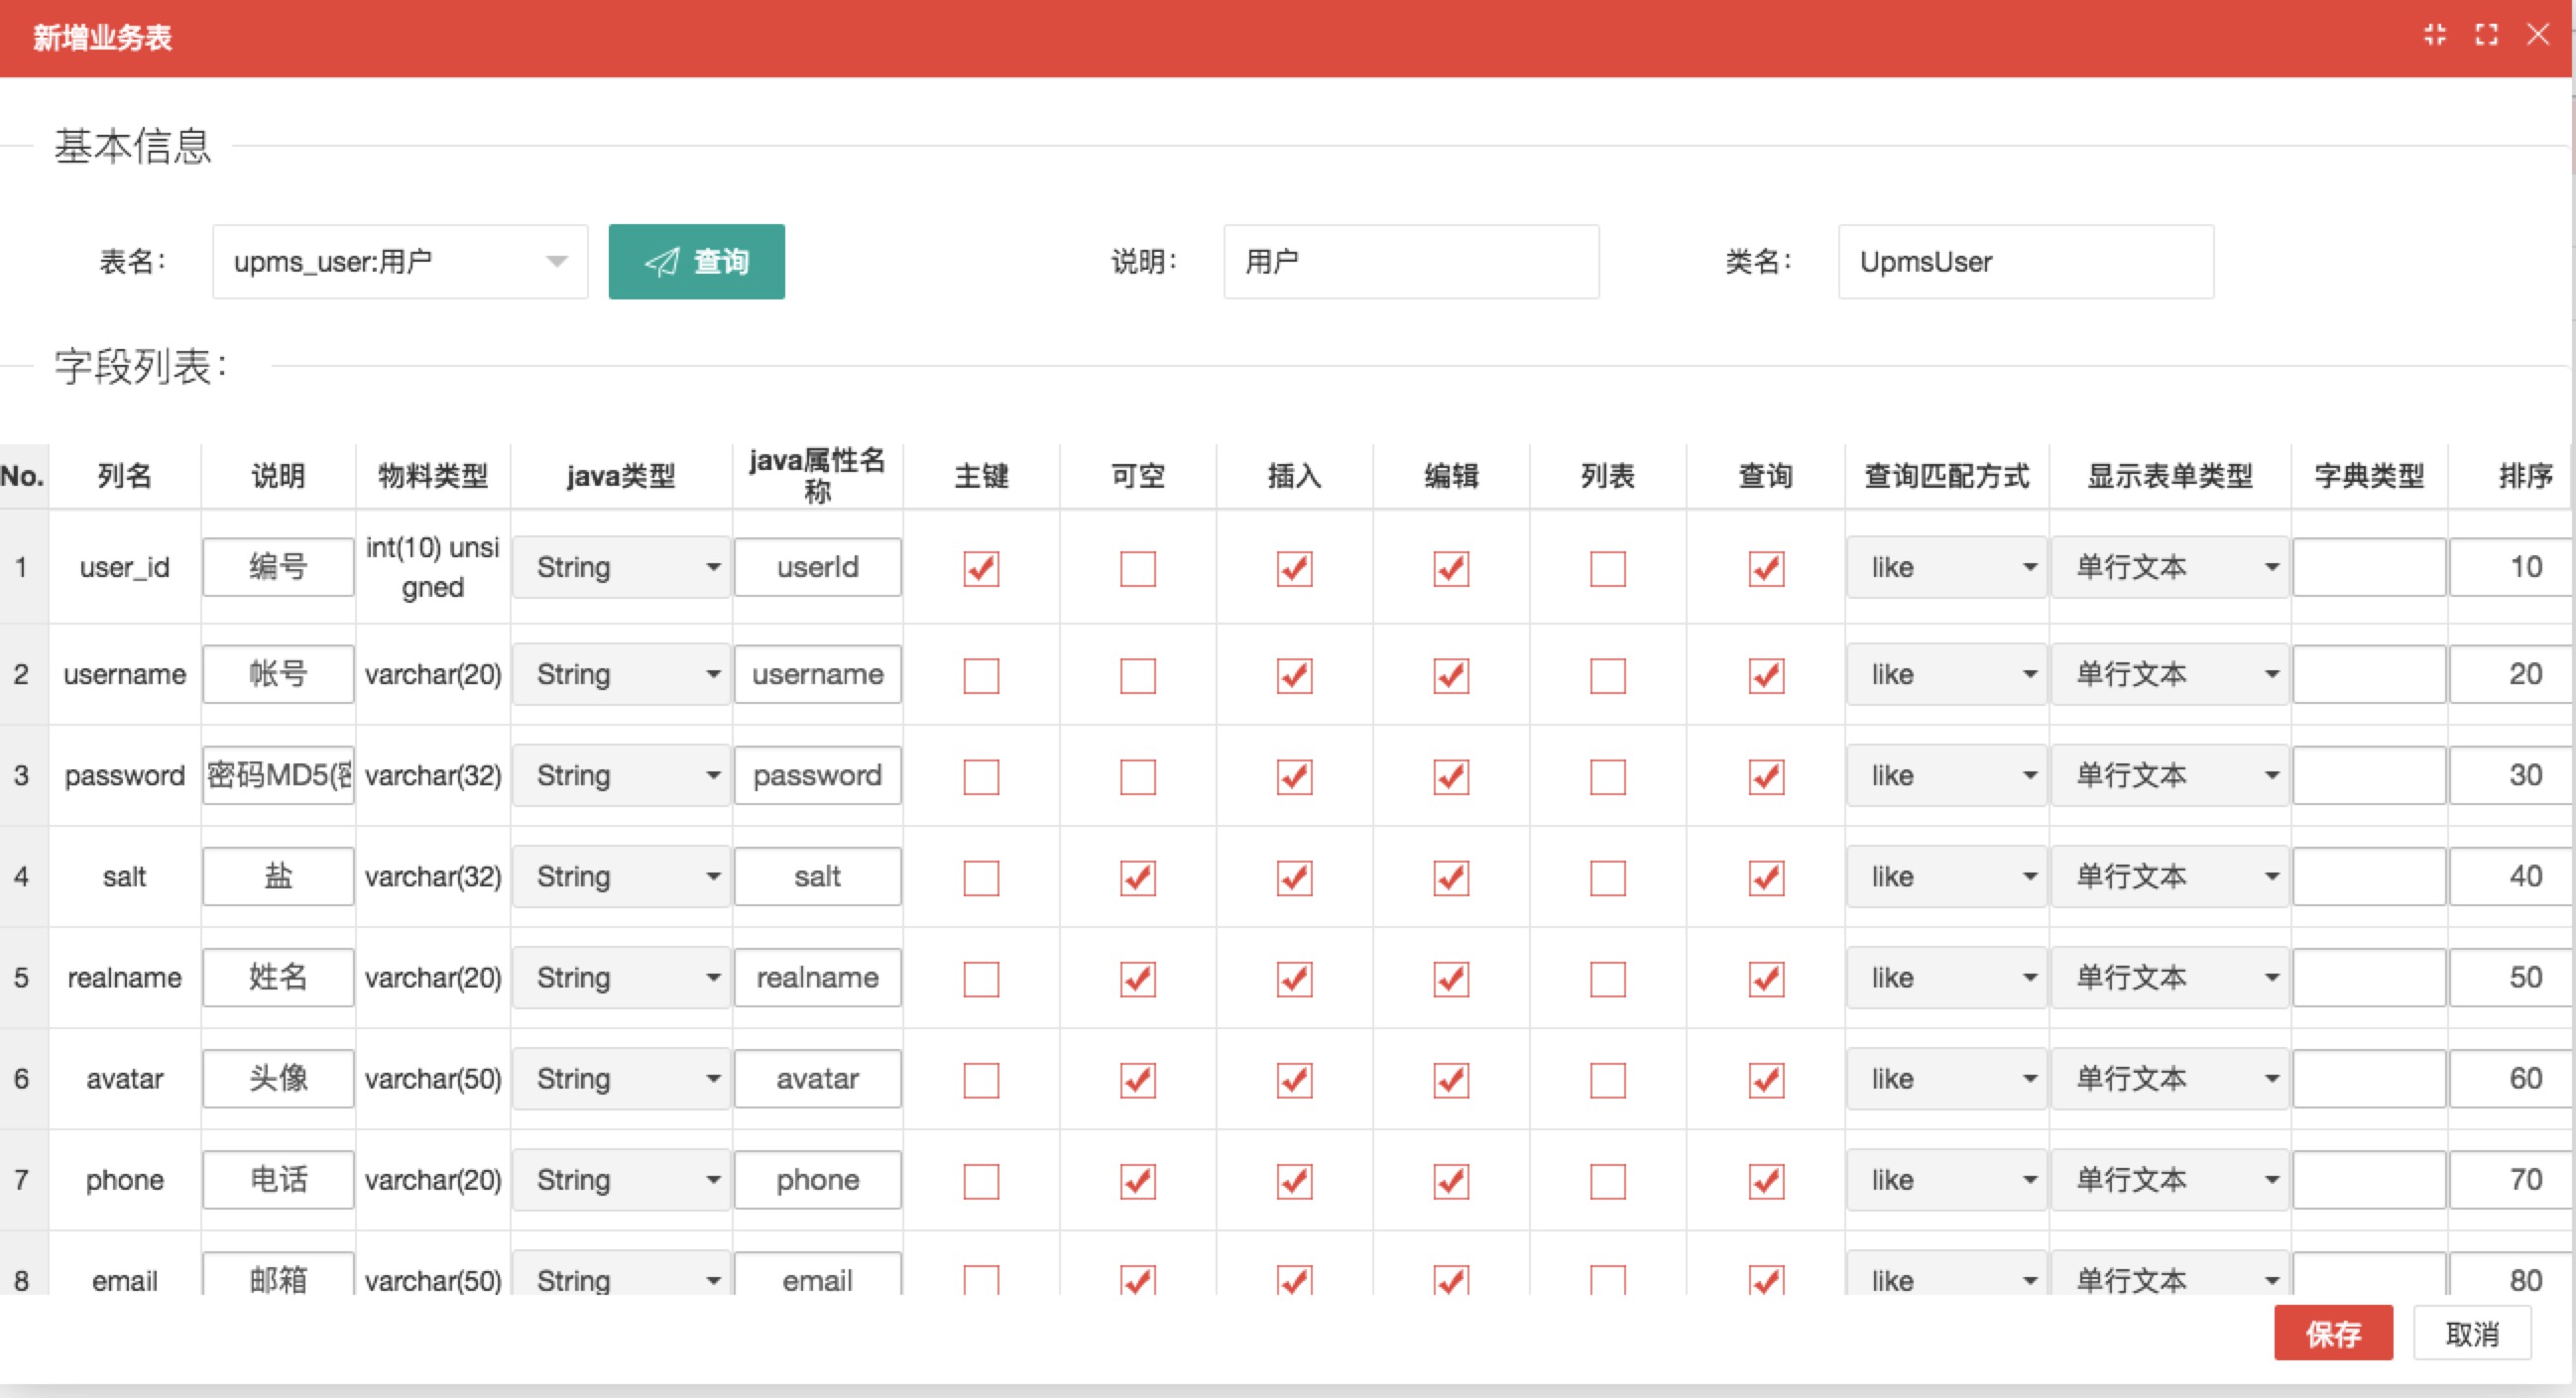 新增业务表
基本信息
表名: upms_user:用户 查询 说明: 用户 类名: UpmsUser
字段列表:
No. 列名 说明 物料类型 java类型 java属性名称 主键 可空 插入 编辑 列表 查询 查询匹配方式 显示表单类型 字典类型 排序
1 user_id 编号 int(10) unsigned String userId like 单行文本 10
2 username 帐号 varchar(20) String username like 单行文本 20
3 password 密码MD5(密 varchar(32) String password like 单行文本 30
4 salt 盐 varchar(32) String salt like 单行文本 40
5 realname 姓名 varchar(20) String realname like 单行文本 50
6 avatar 头像 varchar(50) String avatar like 单行文本 60
7 phone 电话 varchar(20) String phone like 单行文本 70
8 email 邮箱 varchar(50) String email like 单行文本 80
保存 取消